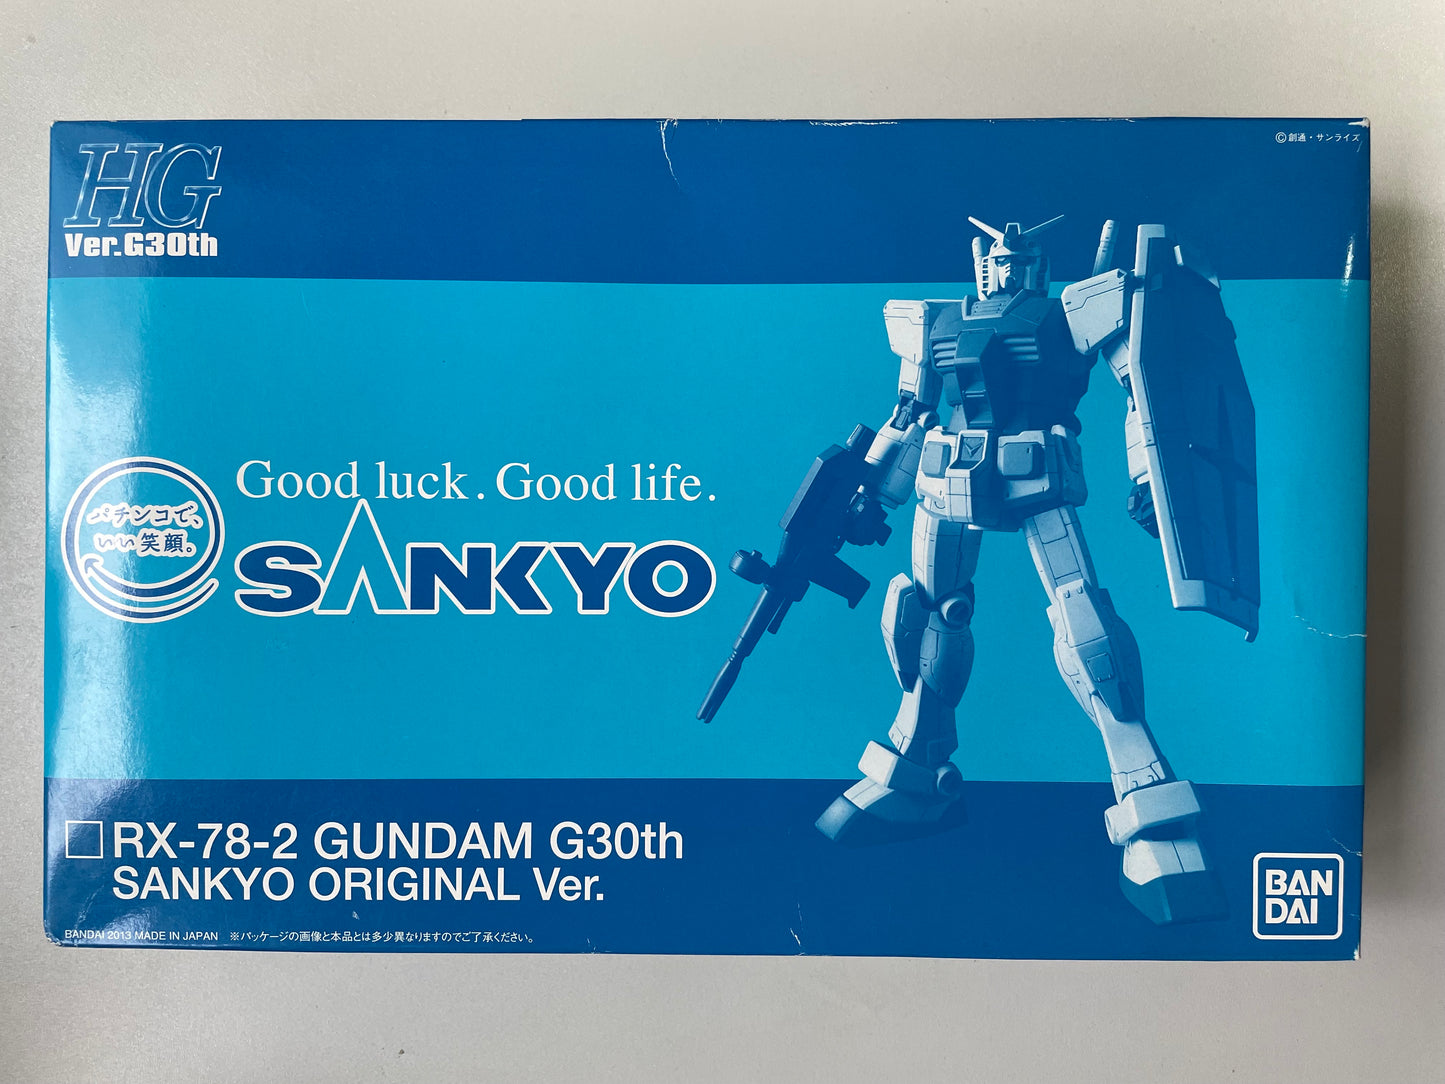 HG
Ver.G30th
©創通・サンライズ
Good luck. Good life.
パチンコで、
いい笑顔。
SANKYO
RX-78-2 GUNDAM G30th
SANKYO ORIGINAL Ver.
BAN
DAI
BANDAI 2013 MADE IN JAPAN ※パッケージの画像と本品とは多少異なりますのでご了承ください。